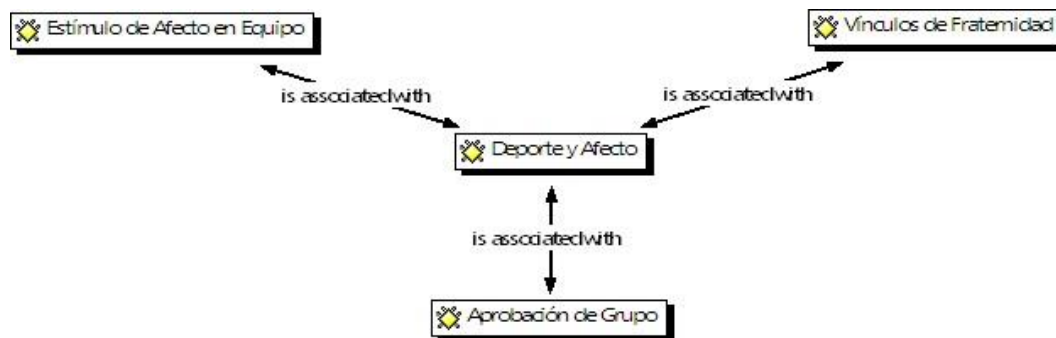 Estímulo de Afecto en Equipo
Vínculos de Fraternidad
is associated with
is associated with
Deporte y Afecto
is associated with
Aprobación de Grupo